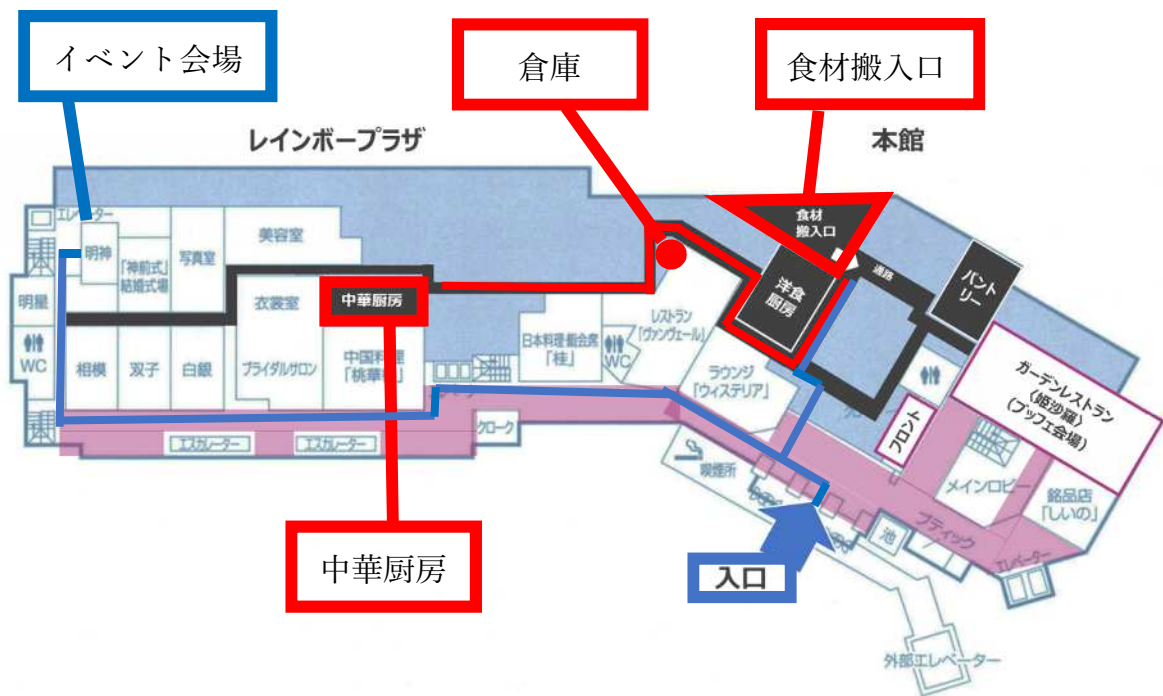 イベント会場
倉庫
食材搬入口
レインボープラザ
本館
エレベーター
明神
「神前式」
結婚式場
写真室
美容室
食材
搬入口
通路
パント
リー
洋食
厨房
明星
WC
衣裳室
中華厨房
相模
双子
白銀
ブライダルサロン
中国料理
日本料理・懐会席
「桂」
WC
レストラン
「ヴァンヴェール」
ラウンジ
「ウィステリア」
ガーデンレストラン
〈姫沙羅〉
(ブッフェ会場)
フロント
エスカレーター
エスカレーター
クローク
喫煙所
メインロビー
銘品店
「しいの」
ブティック
池
エレベーター
中華厨房
入口
外部エレベーター